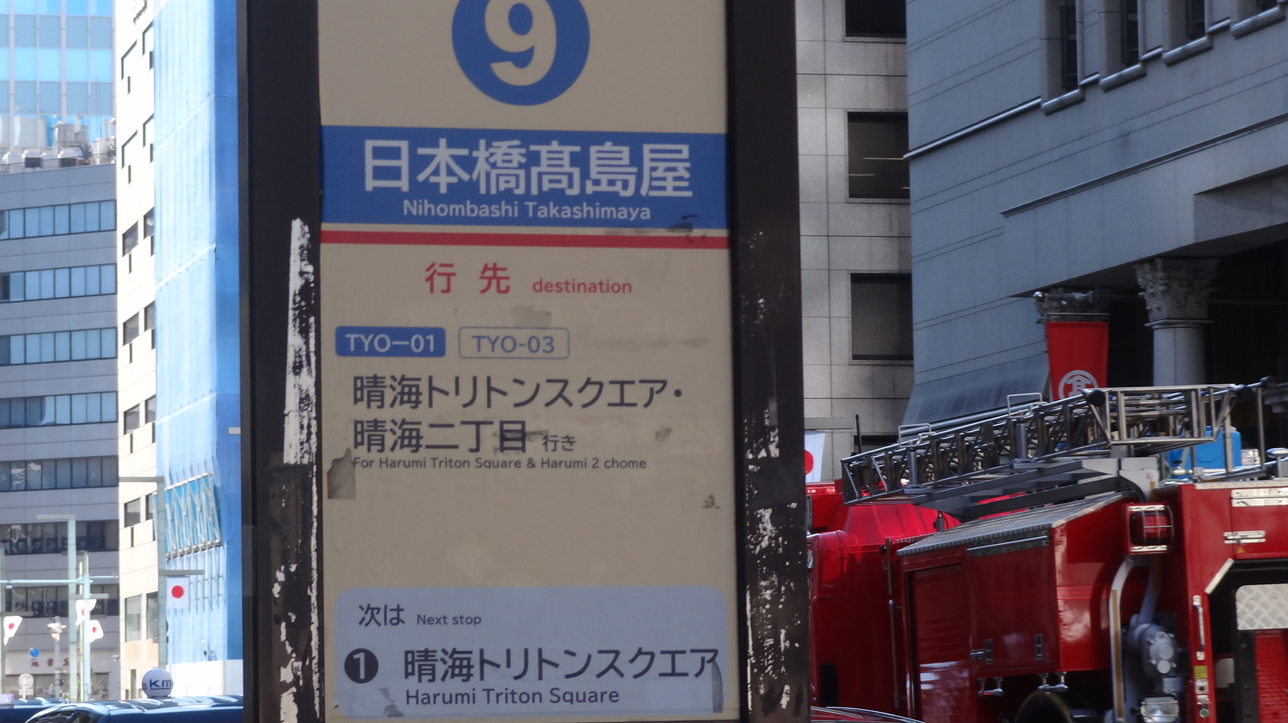 9
日本橋髙島屋
Nihombashi Takashimaya
行先 destination
TYO-01 TYO-03
晴海トリトンスクエア・
晴海二丁目 行き
For Harumi Triton Square & Harumi 2 chome
次は Next stop
1 晴海トリトンスクエア
Harumi Triton Square
km
髙